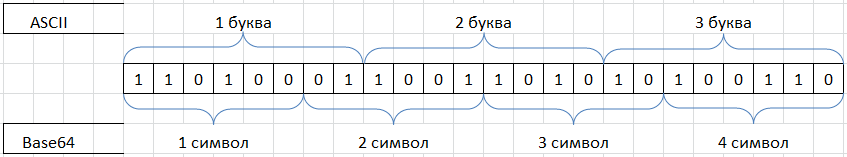 ASCII 1 буква 2 буква 3 буква
1 1 0 1 0 0 0 1 1 0 0 1 1 0 1 0 1 0 1 0 0 1 1 0
Base64 1 символ 2 символ 3 символ 4 символ